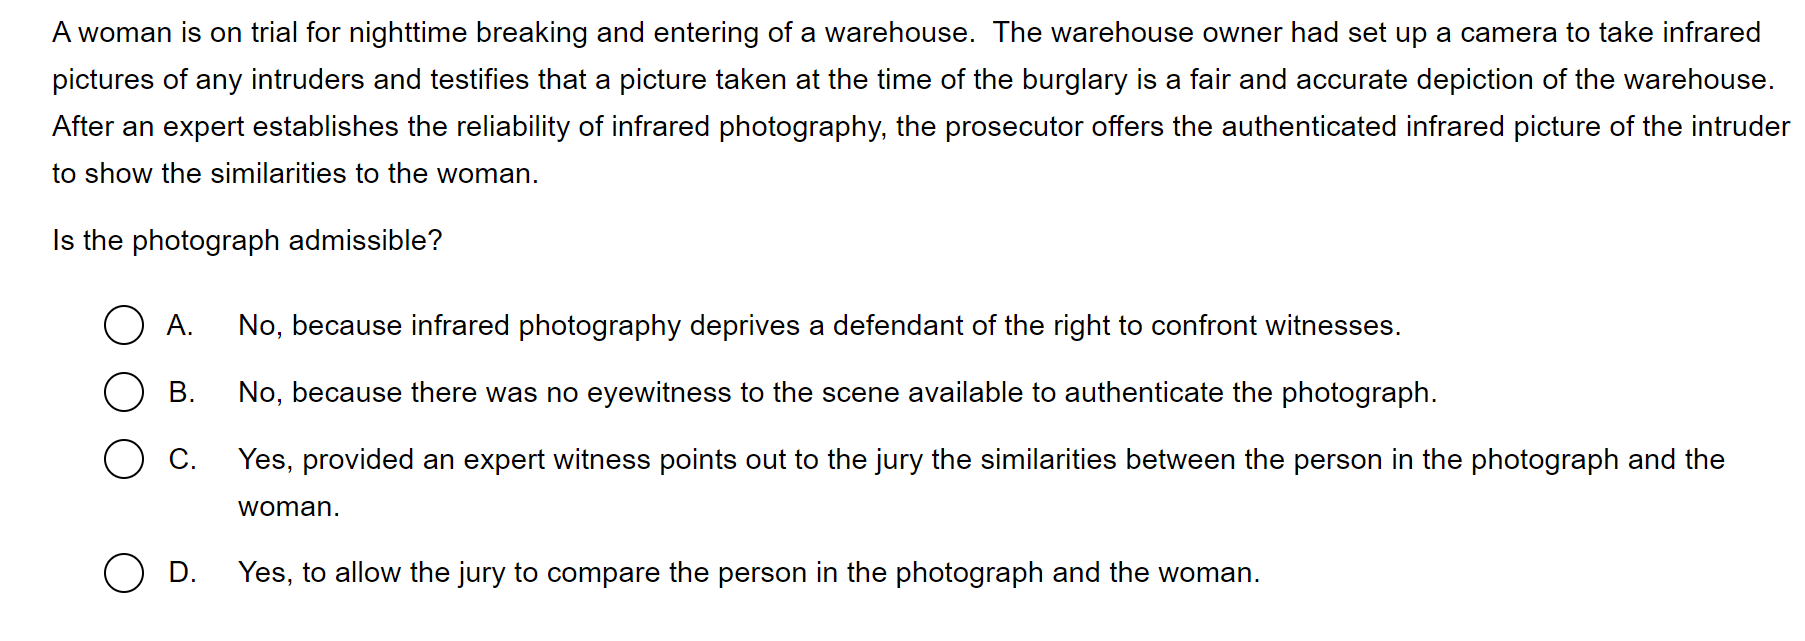 A woman is on trial for nighttime breaking and entering of a warehouse.  The warehouse owner had set up a camera to take infrared
pictures of any intruders and testifies that a picture taken at the time of the burglary is a fair and accurate depiction of the warehouse.
After an expert establishes the reliability of infrared photography, the prosecutor offers the authenticated infrared picture of the intruder
to show the similarities to the woman.
Is the photograph admissible?
A. No, because infrared photography deprives a defendant of the right to confront witnesses.
B. No, because there was no eyewitness to the scene available to authenticate the photograph.
C. Yes, provided an expert witness points out to the jury the similarities between the person in the photograph and the
woman.
D. Yes, to allow the jury to compare the person in the photograph and the woman.